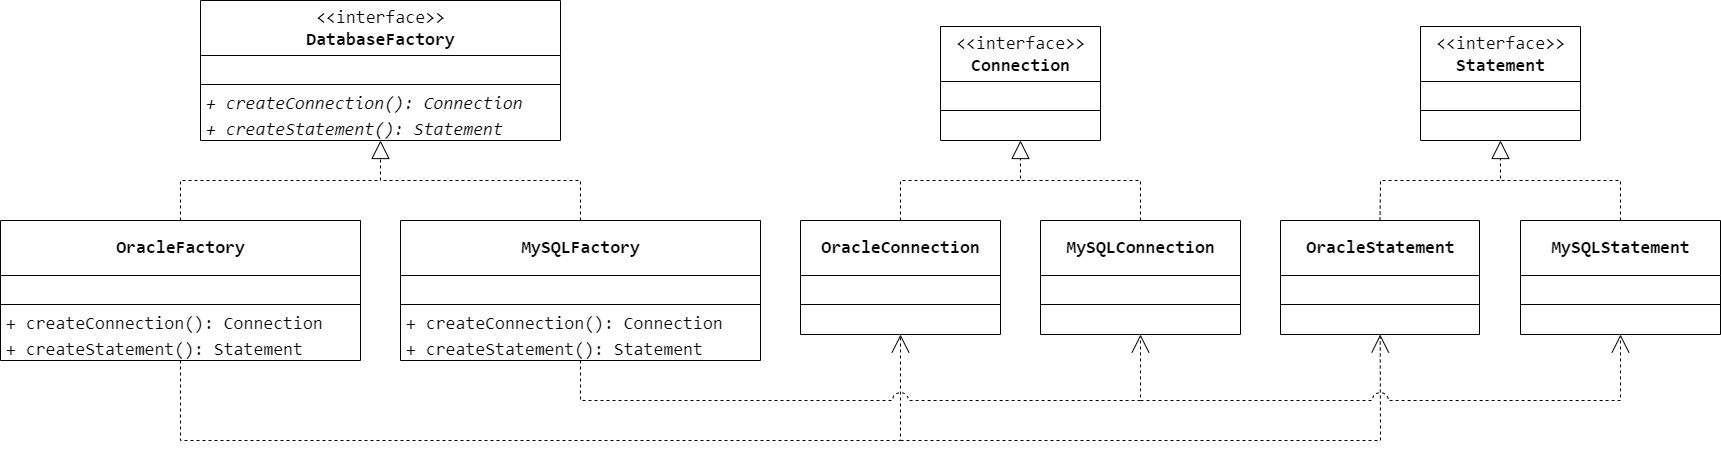 <<interface>>
DatabaseFactory
+ createConnection(): Connection
+ createStatement(): Statement
<<interface>>
Connection
<<interface>>
Statement
OracleFactory
+ createConnection(): Connection
+ createStatement(): Statement
MySQLFactory
+ createConnection(): Connection
+ createStatement(): Statement
OracleConnection
MySQLConnection
OracleStatement
MySQLStatement